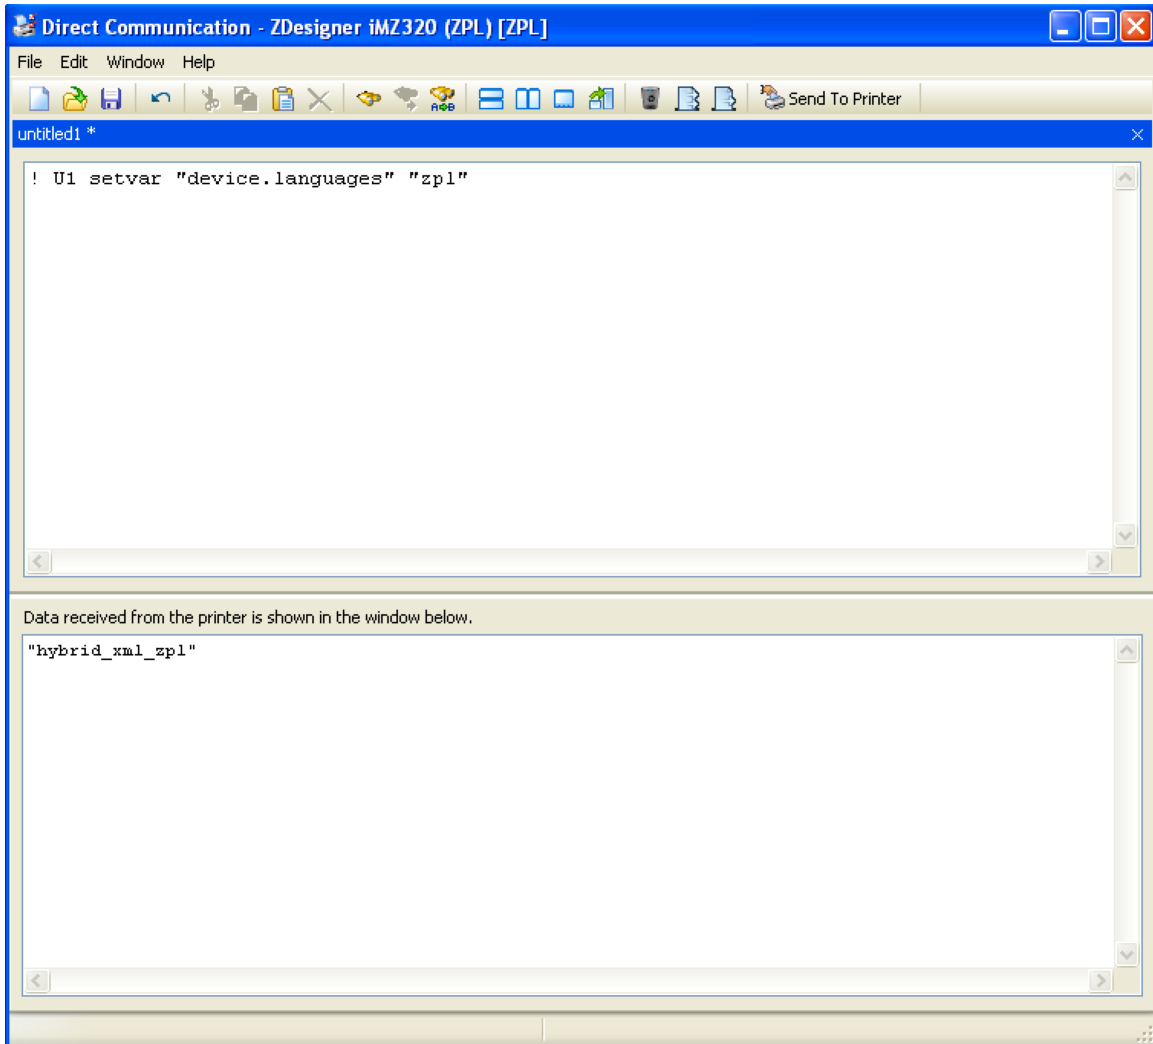 Direct Communication - ZDesigner iMZ320 (ZPL) [ZPL]
File Edit Window Help
A B Send To Printer
untitled1 *
! U1 setvar "device.languages" "zpl"
Data received from the printer is shown in the window below.
"hybrid_xml_zpl"